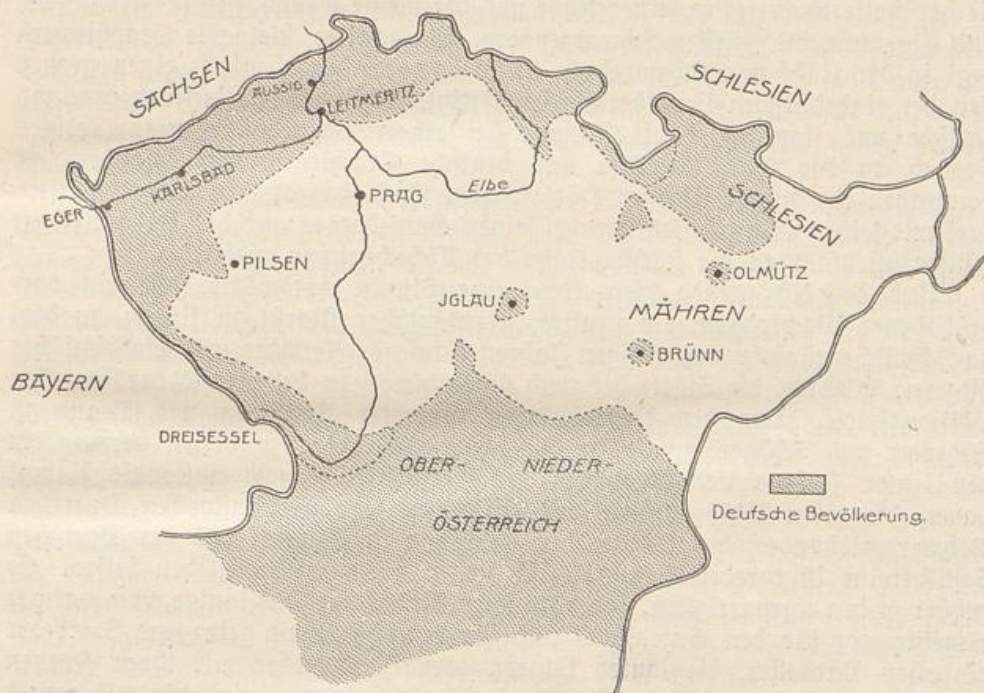 SACHSEN
AUSSIG
LEITMERITZ
SCHLESIEN
SCHLESIEN
KARLSBAD
EGER
Elbe
PRAG
SCHLESIEN
PILSEN
OLMÜTZ
JGLAU
MÄHREN
BRÜNN
BAYERN
DREISESSEL
OBER- NIEDER-
ÖSTERREICH
Deutsche Bevölkerung.